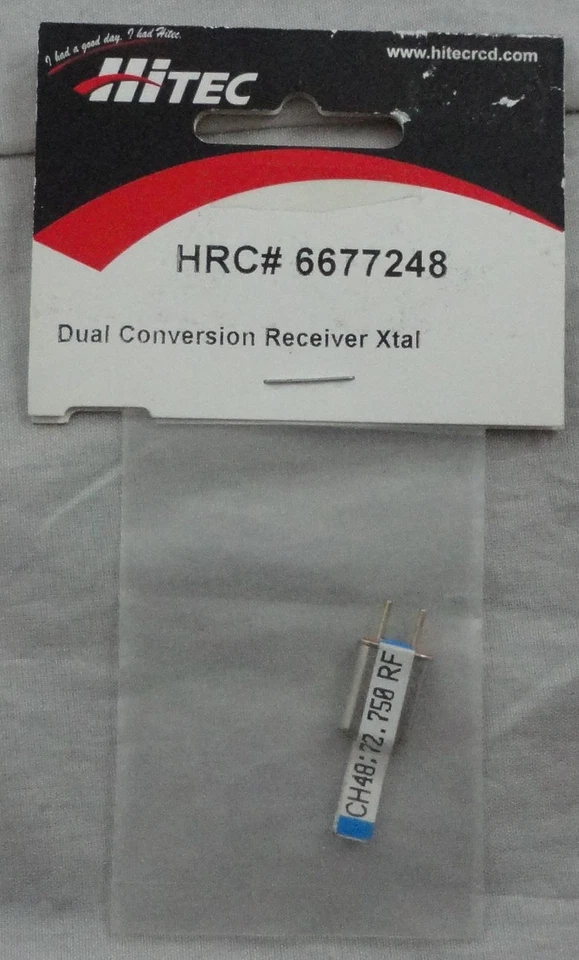 I had a good day. I had Hitec.
HiTEC
www.hitecrcd.com
HRC# 6677248
Dual Conversion Receiver Xtal
CH48:72.750 RF